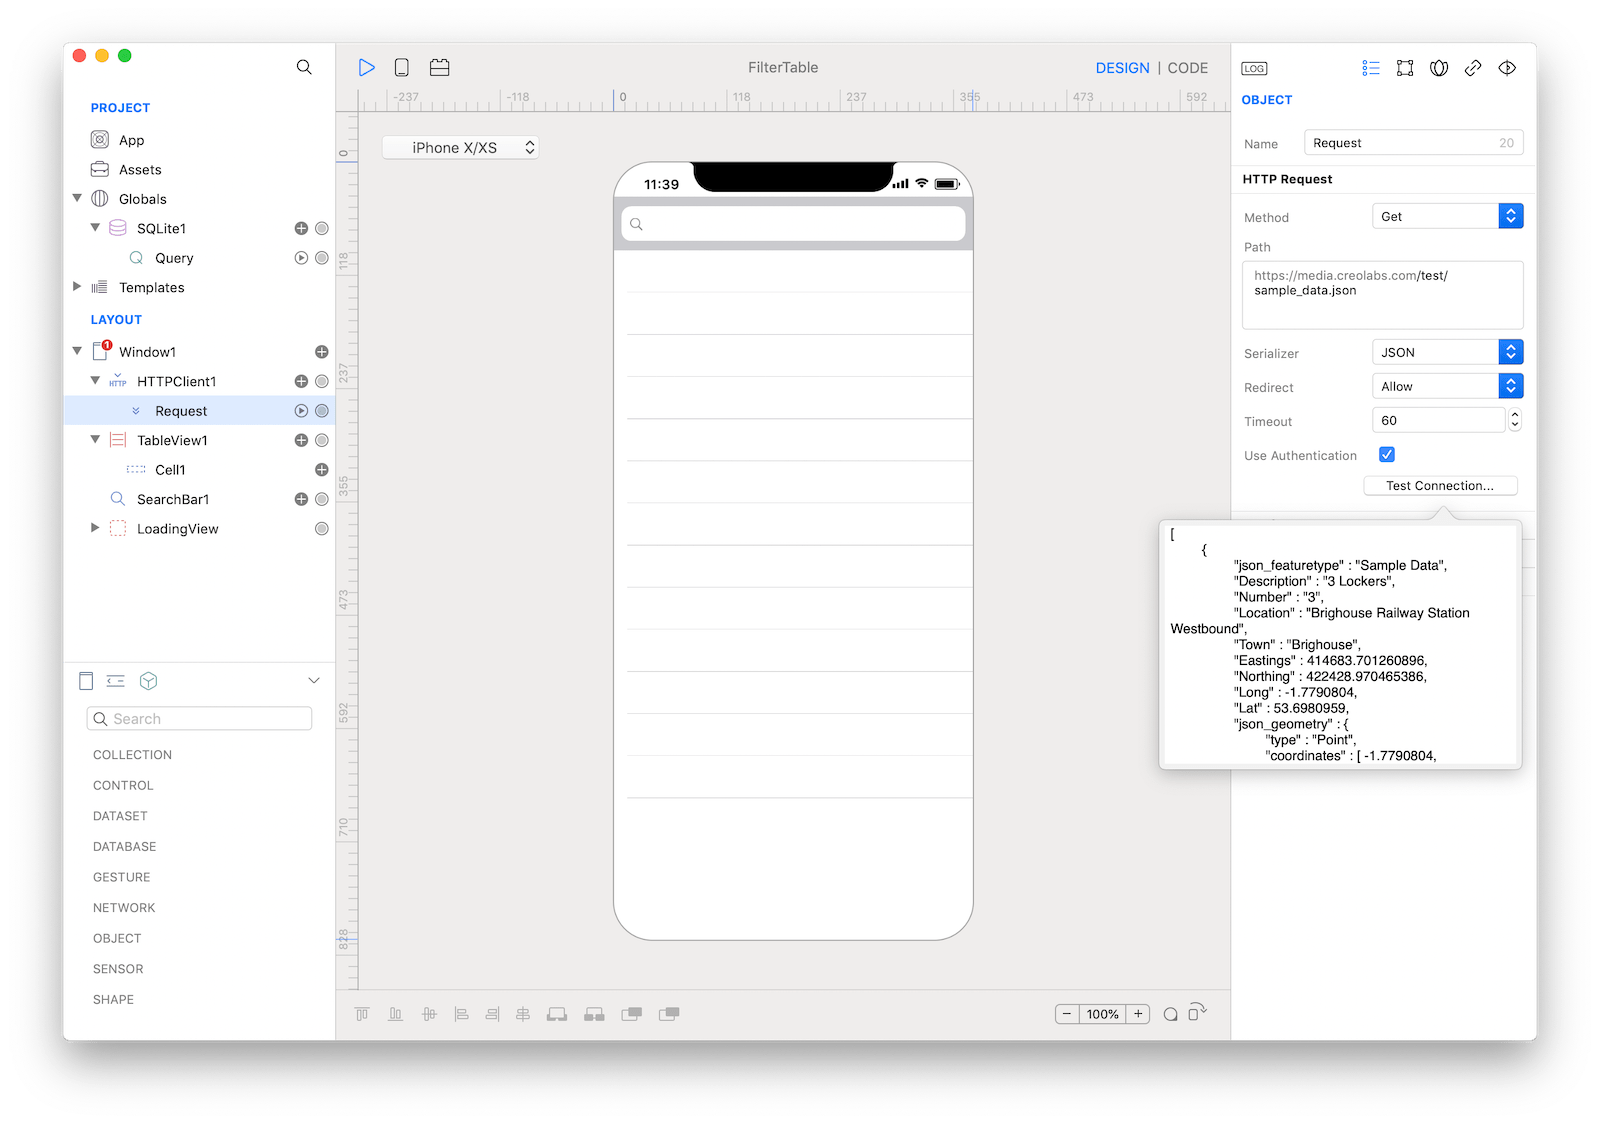 PROJECT
App
Assets
Globals
SQLite1
Query
Templates
LAYOUT
1
Window1
HTTP
HTTPClient1
Request
TableView1
Cell1
SearchBar1
LoadingView
Search
COLLECTION
CONTROL
DATASET
DATABASE
GESTURE
NETWORK
OBJECT
SENSOR
SHAPE
FilterTable
DESIGN | CODE
-237 -118 0 118 237 355 473 592
0
118
237
355
473
592
710
828
iPhone X/XS
11:39
100%
LOG
OBJECT
Name Request 20
HTTP Request
Method Get
Path
https://media.creolabs.com/test/
sample_data.json
Serializer JSON
Redirect Allow
Timeout 60
Use Authentication
Test Connection...
[
{
"json_featuretype" : "Sample Data",
"Description" : "3 Lockers",
"Number" : "3",
"Location" : "Brighouse Railway Station
Westbound",
"Town" : "Brighouse",
"Eastings" : 414683.701260896,
"Northing" : 422428.970465386,
"Long" : -1.7790804,
"Lat" : 53.6980959,
"json_geometry" : {
"type" : "Point",
"coordinates" : [ -1.7790804,